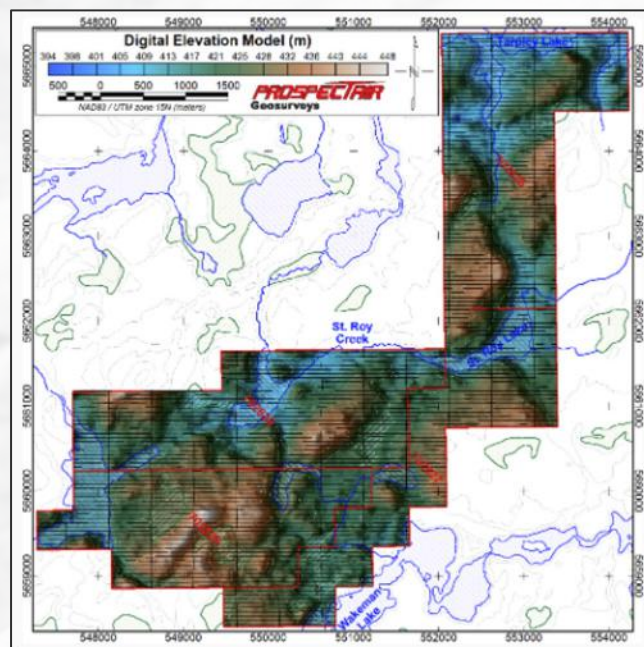 548000 549000 550000 551000 552000 553000 554000
Digital Elevation Model (m)
394 398 401 405 409 413 417 421 425 428 432 436 443 444 448
500 0 500 1000 1500
NAD83 / UTM zone 15N (meters)
PROSPECTAIR
Geosurveys
Tarpley Lake
St. Roy
Creek
St. Roy Lake
Wakeman
Lake
5665000
5664000
5663000
5662000
5661000
5660000
5659000
548000 549000 550000 551000 552000 553000 554000